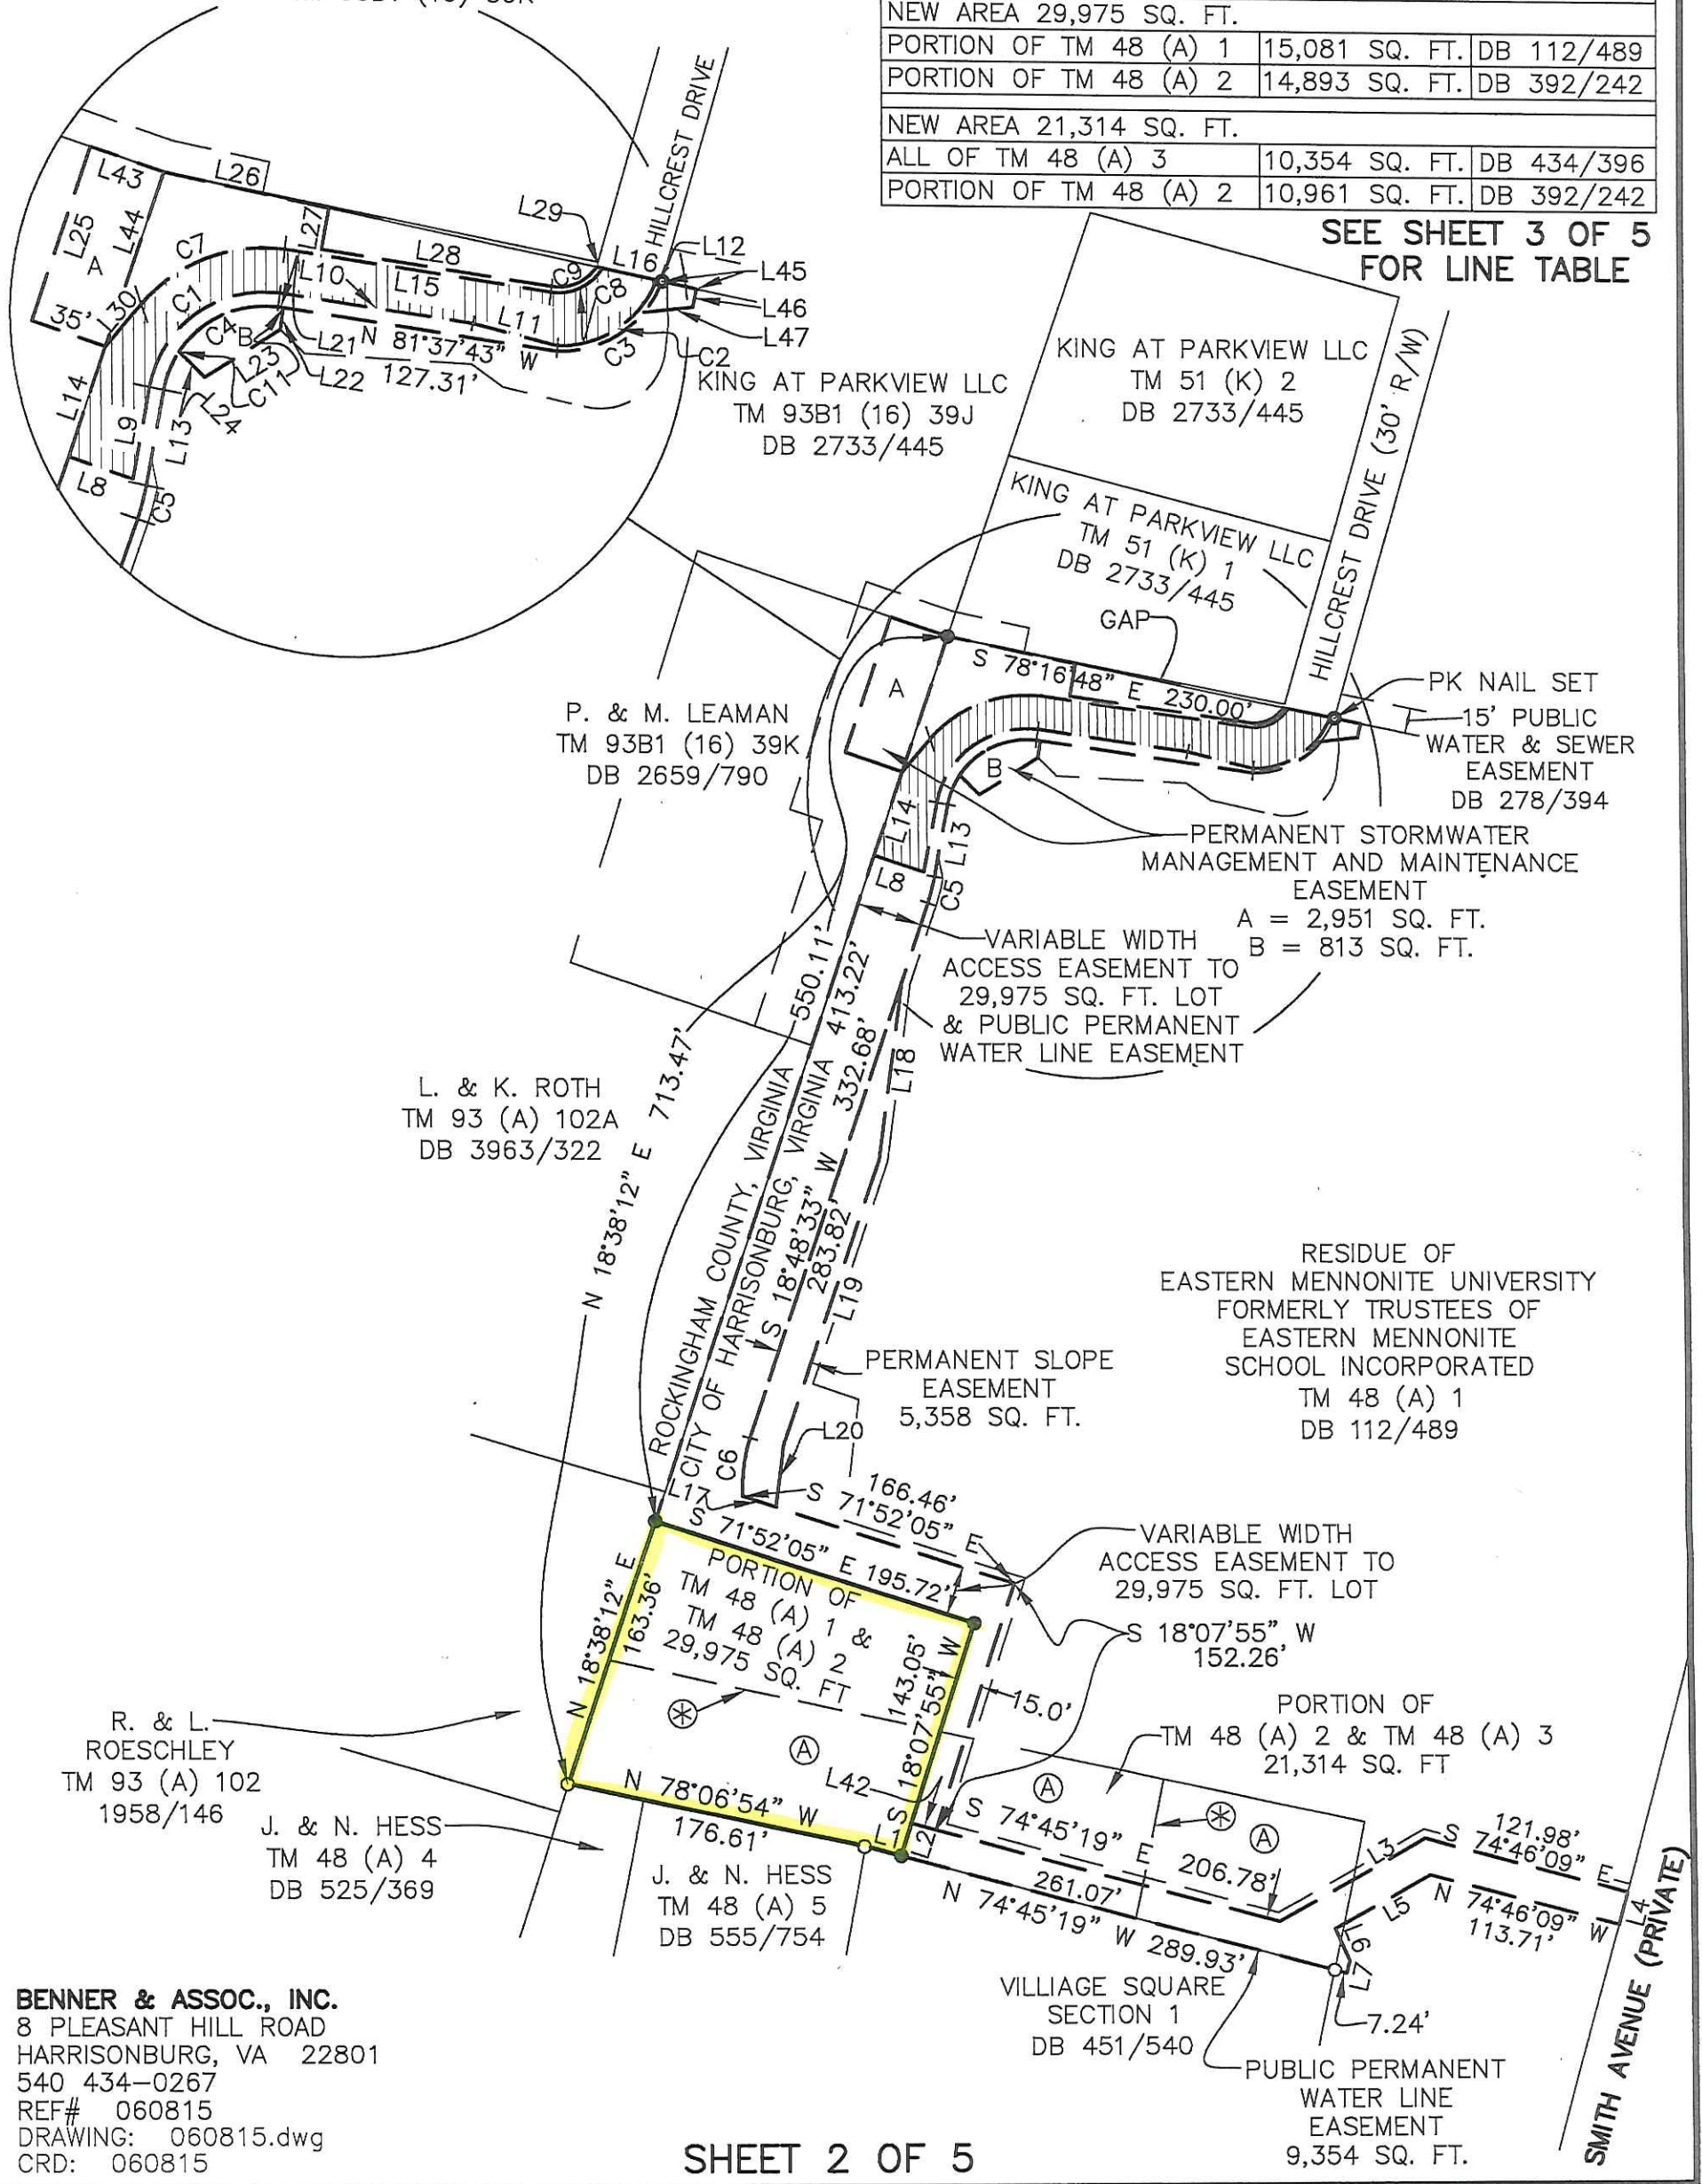 NEW AREA 29,975 SQ. FT.
PORTION OF TM 48 (A) 1 15,081 SQ. FT. DB 112/489
PORTION OF TM 48 (A) 2 14,893 SQ. FT. DB 392/242
NEW AREA 21,314 SQ. FT.
ALL OF TM 48 (A) 3 10,354 SQ. FT. DB 434/396
PORTION OF TM 48 (A) 2 10,961 SQ. FT. DB 392/242
SEE SHEET 3 OF 5
FOR LINE TABLE
HILLCREST DRIVE
L43
L26
L29
L25
L44
L27
C7
A
L28
L10
L15
C9
L16
C8
L12
L45
L46
L47
35'
L30
C1
C4
B
L11
C3
C2
L23
L21
L22
N 81°37'43" W
127.31'
C11
L24
L14
L9
L13
L8
C5
KING AT PARKVIEW LLC
TM 93B1 (16) 39J
DB 2733/445
KING AT PARKVIEW LLC
TM 51 (K) 2
DB 2733/445
KING AT PARKVIEW LLC
TM 51 (K) 1
DB 2733/445
HILLCREST DRIVE (30' R/W)
GAP
S 78°16'48" E 230.00'
A
B
PK NAIL SET
15' PUBLIC
WATER & SEWER
EASEMENT
DB 278/394
P. & M. LEAMAN
TM 93B1 (16) 39K
DB 2659/790
L14
L13
L8
C5
PERMANENT STORMWATER
MANAGEMENT AND MAINTENANCE
EASEMENT
A = 2,951 SQ. FT.
B = 813 SQ. FT.
VARIABLE WIDTH
ACCESS EASEMENT TO
29,975 SQ. FT. LOT
& PUBLIC PERMANENT
WATER LINE EASEMENT
L. & K. ROTH
TM 93 (A) 102A
DB 3963/322
N 18°38'12" E 713.47'
550.11'
413.22'
332.68'
ROCKINGHAM COUNTY, VIRGINIA
CITY OF HARRISONBURG, VIRGINIA
S 18°48'33" W
283.82'
L18
L19
RESIDUE OF
EASTERN MENNONITE UNIVERSITY
FORMERLY TRUSTEES OF
EASTERN MENNONITE
SCHOOL INCORPORATED
TM 48 (A) 1
DB 112/489
PERMANENT SLOPE
EASEMENT
5,358 SQ. FT.
L20
C6
L17
166.46'
S 71°52'05" E
S 71°52'05" E 195.72'
VARIABLE WIDTH
ACCESS EASEMENT TO
29,975 SQ. FT. LOT
S 18°07'55" W
152.26'
PORTION OF
TM 48 (A) 1 &
TM 48 (A) 2
29,975 SQ. FT
N 18°38'12" E
163.36'
143.05'
S 18°07'55" W
15.0'
A
L42
N 78°06'54" W
176.61'
L1
L2
PORTION OF
TM 48 (A) 2 & TM 48 (A) 3
21,314 SQ. FT
A
A
S 74°45'19" E 206.78'
261.07'
N 74°45'19" W 289.93'
L3
121.98'
S 74°46'09" E
L4
L5
N 74°46'09" W
113.71'
L6
L7
7.24'
R. & L.
ROESCHLEY
TM 93 (A) 102
1958/146
J. & N. HESS
TM 48 (A) 4
DB 525/369
J. & N. HESS
TM 48 (A) 5
DB 555/754
VILLIAGE SQUARE
SECTION 1
DB 451/540
PUBLIC PERMANENT
WATER LINE
EASEMENT
9,354 SQ. FT.
SMITH AVENUE (PRIVATE)
BENNER & ASSOC., INC.
8 PLEASANT HILL ROAD
HARRISONBURG, VA 22801
540 434-0267
REF# 060815
DRAWING: 060815.dwg
CRD: 060815
SHEET 2 OF 5